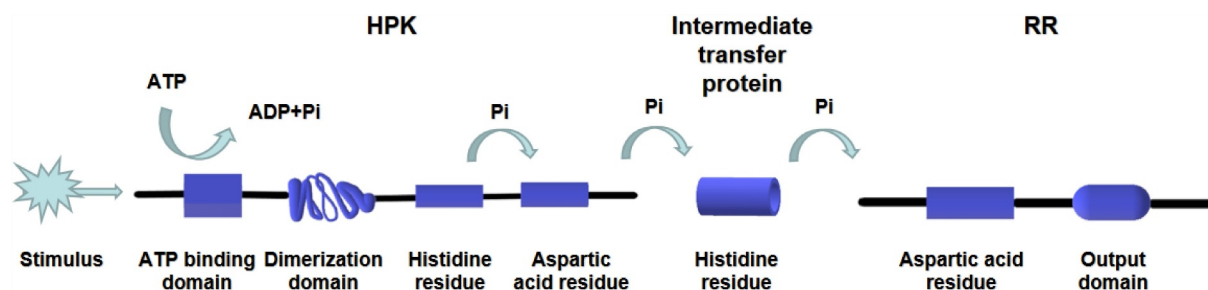 HPK
Intermediate
transfer
protein
RR
ATP
ADP+Pi
Pi
Pi
Pi
Stimulus
ATP binding
domain
Dimerization
domain
Histidine
residue
Aspartic
acid residue
Histidine
residue
Aspartic acid
residue
Output
domain